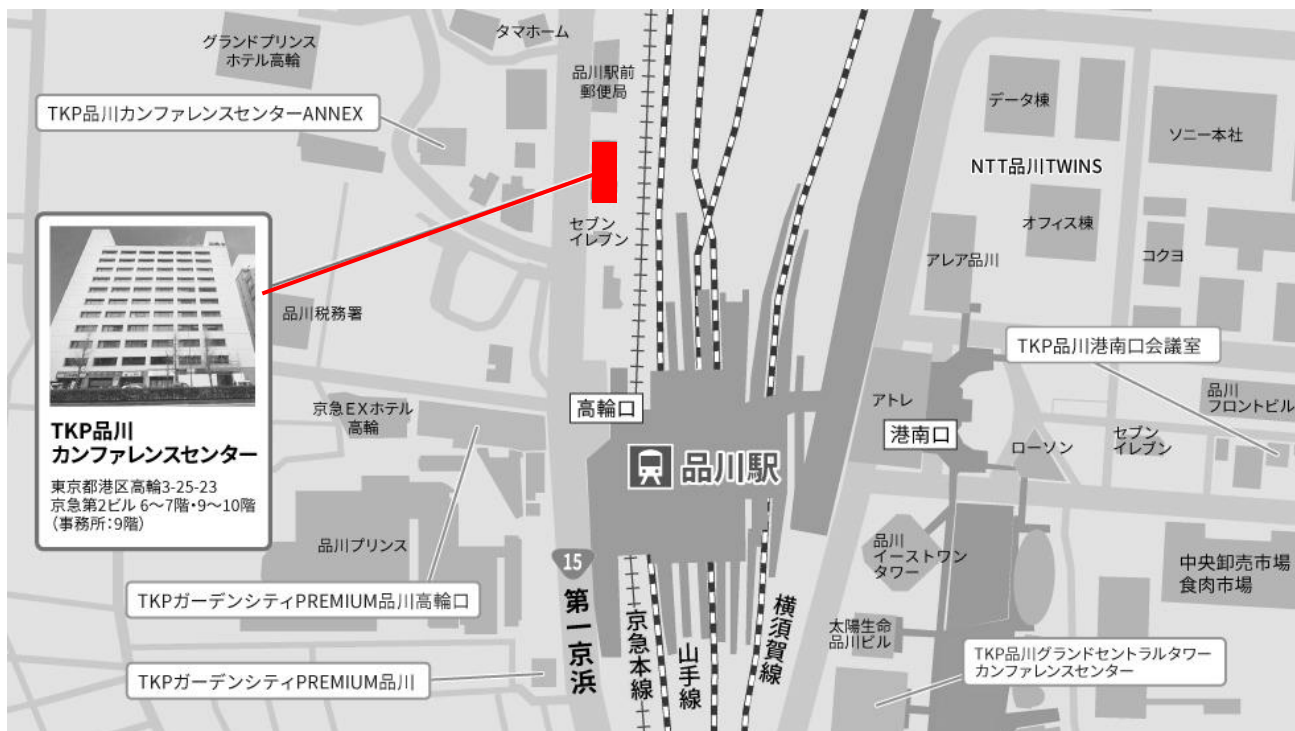 グランドプリンス
ホテル高輪
タマホーム
品川駅前
郵便局
TKP品川カンファレンスセンターANNEX
データ棟
ソニー本社
NTT品川TWINS
オフィス棟
セブン
イレブン
アレア品川
コクヨ
品川税務署
TKP品川港南口会議室
TKP品川
カンファレンスセンター
東京都港区高輪3-25-23
京急第2ビル 6〜7階・9〜10階
（事務所：9階）
京急EXホテル
高輪
高輪口
アトレ
港南口
ローソン
セブン
イレブン
品川
フロントビル
品川駅
品川プリンス
15
第一京浜
京急本線
山手線
横須賀線
品川
イーストワン
タワー
中央卸売市場
食肉市場
TKPガーデンシティPREMIUM品川高輪口
太陽生命
品川ビル
TKP品川グランドセントラルタワー
カンファレンスセンター
TKPガーデンシティPREMIUM品川